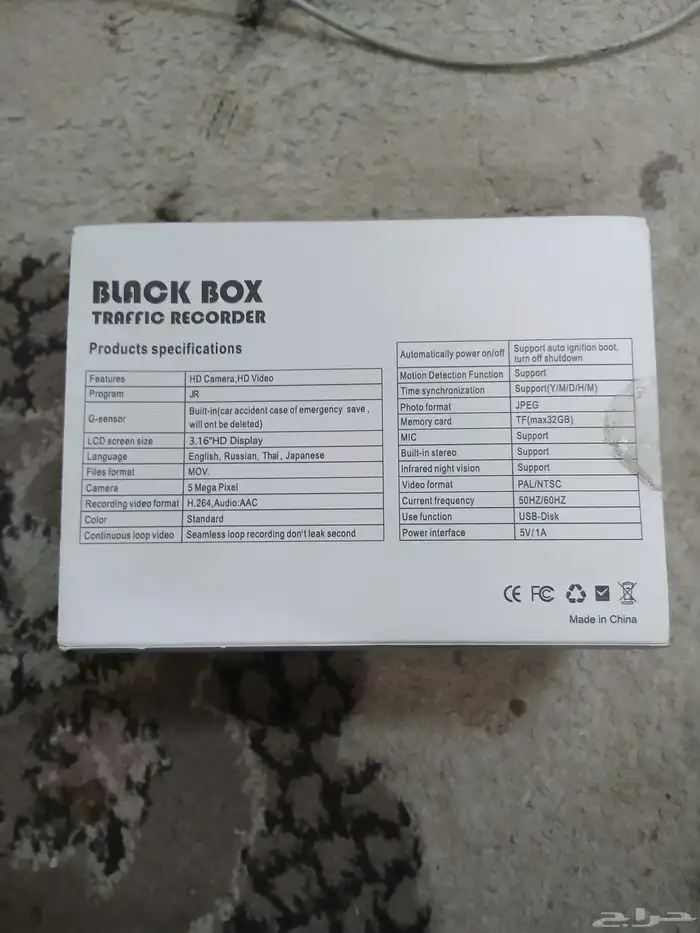 BLACK BOX
TRAFFIC RECORDER
Products specifications
Features HD Camera,HD Video
Program JR
G-sensor Built-in(car accident case of emergency save ,
will ont be deleted)
LCD screen size 3.16"HD Display
Language English, Russian, Thai, Japanese
Files format MOV.
Camera 5 Mega Pixel
Recording video format H.264,Audio:AAC
Color Standard
Continuous loop video Seamless loop recording don't leak second
Automatically power on/off Support auto ignition boot,
turn off shutdown
Motion Detection Function Support
Time synchronization Support(Y/M/D/H/M)
Photo format JPEG
Memory card TF(max32GB)
MIC Support
Built-in stereo Support
Infrared night vision Support
Video format PAL/NTSC
Current frequency 50HZ/60HZ
Use function USB-Disk
Power interface 5V/1A
CE FC
Made in China
حراج